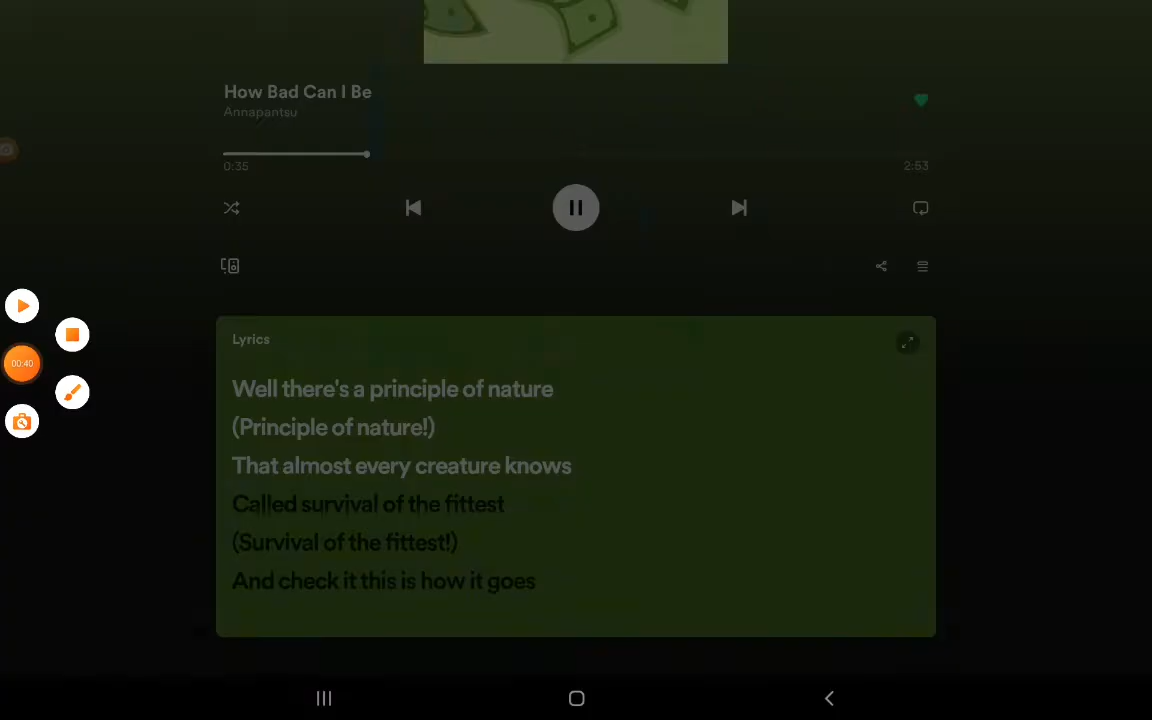 How Bad Can I Be
Annapantsu
0:35
2:53
Lyrics
00:40
Well there's a principle of nature
(Principle of nature!)
That almost every creature knows
Called survival of the fittest
(Survival of the fittest!)
And check it this is how it goes